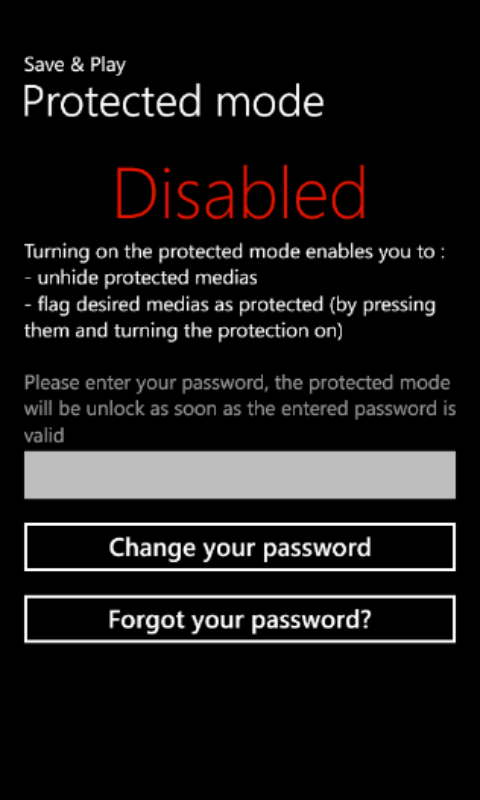 Save & Play
Protected mode
Disabled
Turning on the protected mode enables you to :
- unhide protected medias
- flag desired medias as protected (by pressing
them and turning the protection on)
Please enter your password, the protected mode
will be unlock as soon as the entered password is
valid
Change your password
Forgot your password?